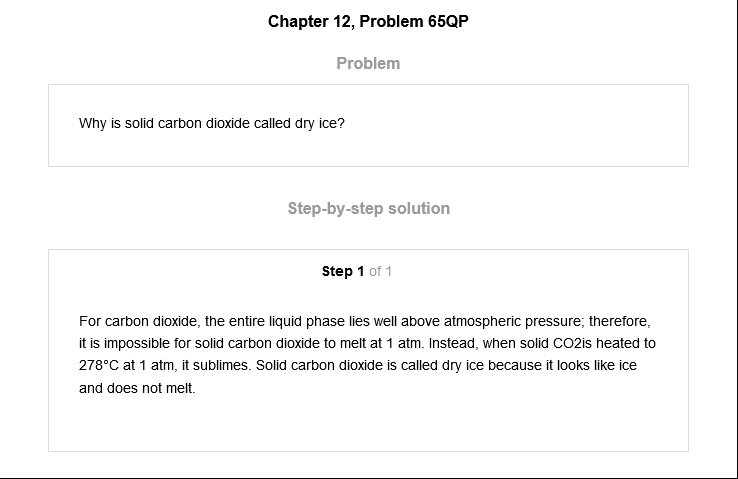 Chapter 12, Problem 65QP
Problem
Why is solid carbon dioxide called dry ice?
Step-by-step solution
Step 1 of 1
For carbon dioxide, the entire liquid phase lies well above atmospheric pressure; therefore,
it is impossible for solid carbon dioxide to melt at 1 atm. Instead, when solid CO2is heated to
278°C at 1 atm, it sublimes. Solid carbon dioxide is called dry ice because it looks like ice
and does not melt.